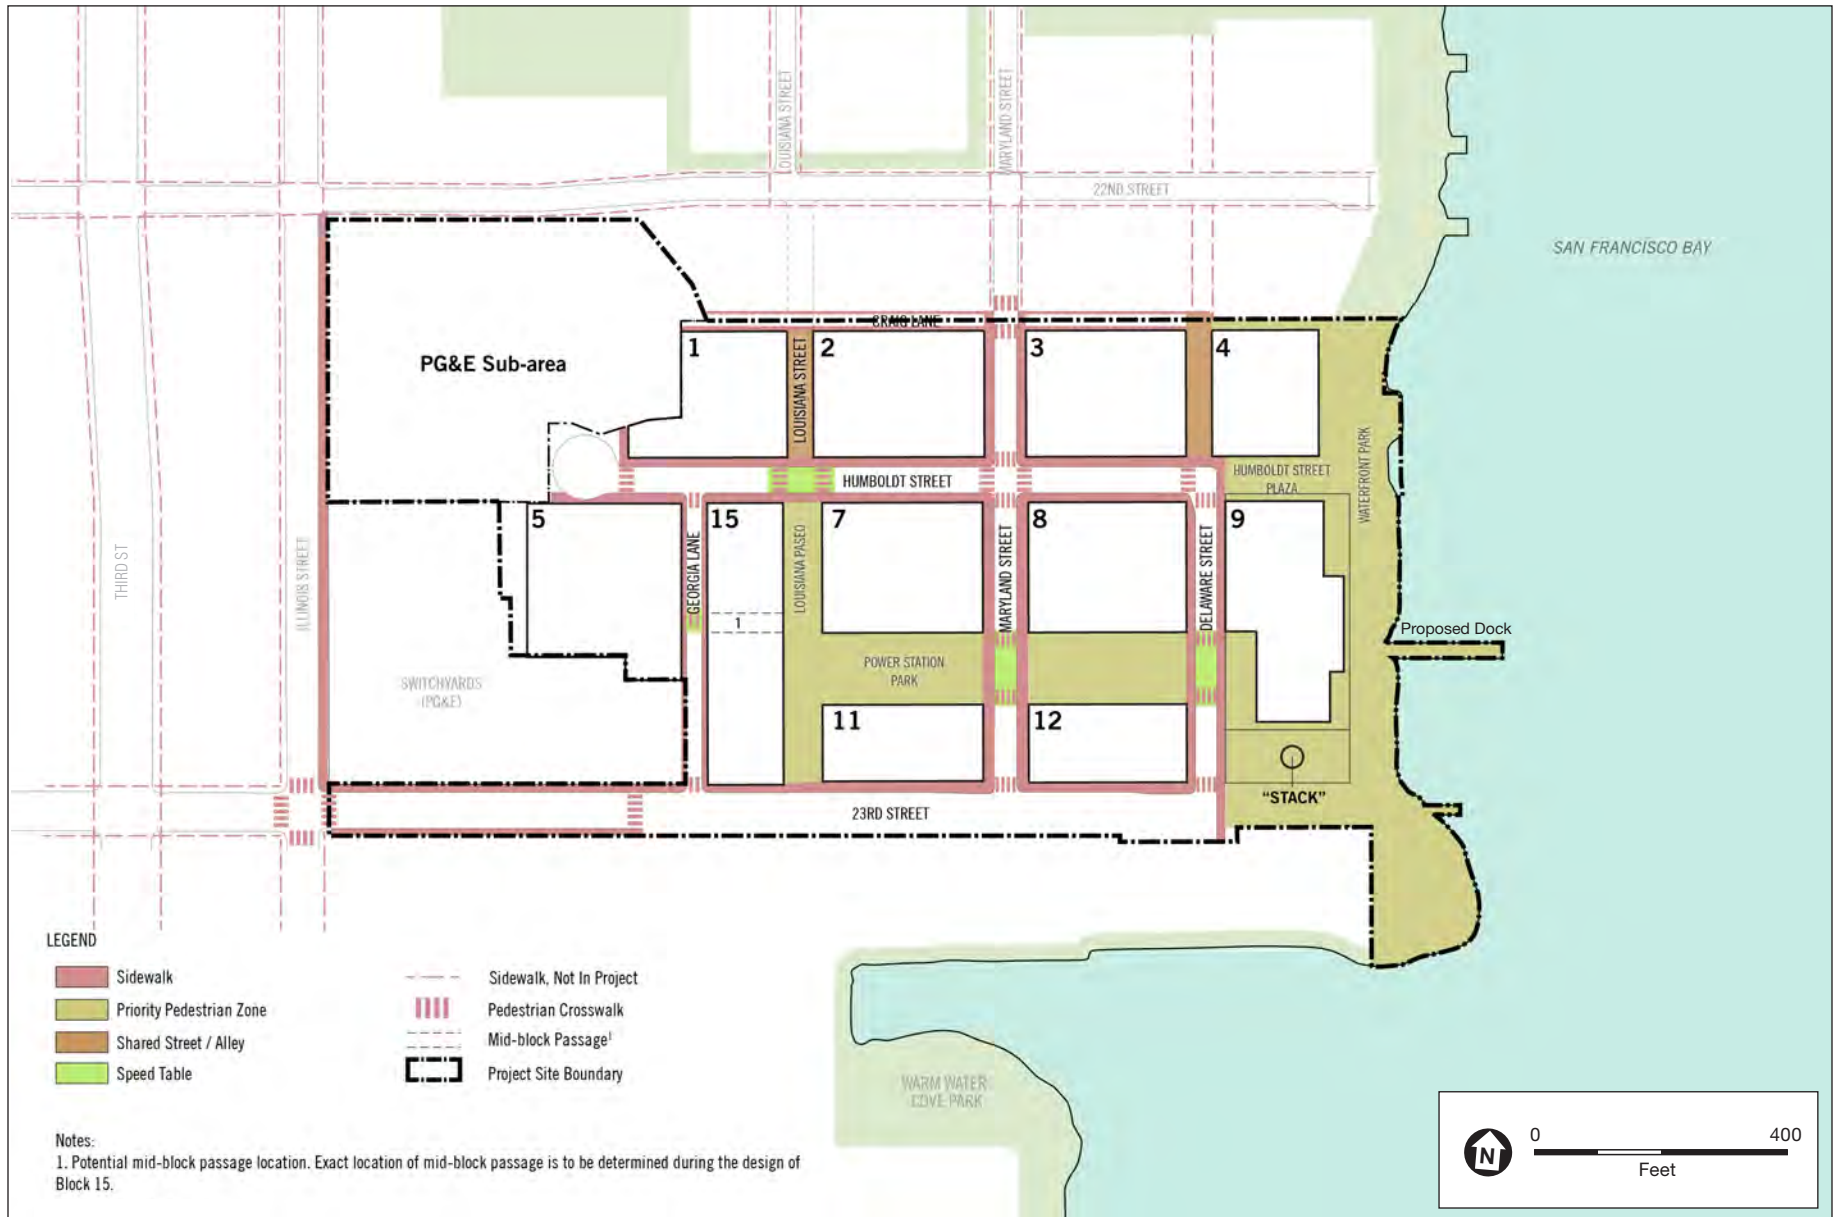 LOUISIANA STREET
MARYLAND STREET
22ND STREET
SAN FRANCISCO BAY
CRAIG LANE
PG&E Sub-area
1
LOUISIANA STREET
2
3
4
WATERFRONT PARK
HUMBOLDT STREET
HUMBOLDT STREET
PLAZA
THIRD ST
ILLINOIS STREET
5
GEORGIA LANE
15
1
LOUISIANA PASEO
7
MARYLAND STREET
8
DELAWARE STREET
9
Proposed Dock
SWITCHYARDS
(PG&E)
POWER STATION
PARK
11
12
"STACK"
23RD STREET
LEGEND
Sidewalk
Priority Pedestrian Zone
Shared Street / Alley
Speed Table
Sidewalk, Not In Project
Pedestrian Crosswalk
Mid-block Passage¹
Project Site Boundary
WARM WATER
COVE PARK
Notes:
1. Potential mid-block passage location. Exact location of mid-block passage is to be determined during the design of
Block 15.
N
0 400
Feet